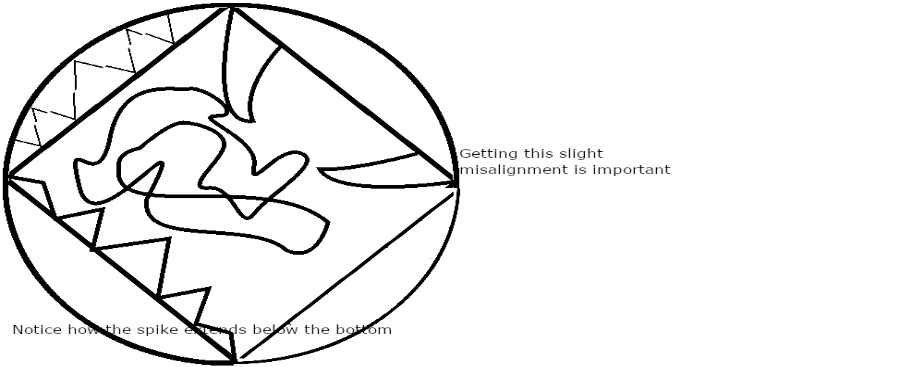 Getting this slight
misalignment is important
Notice how the spike extends below the bottom